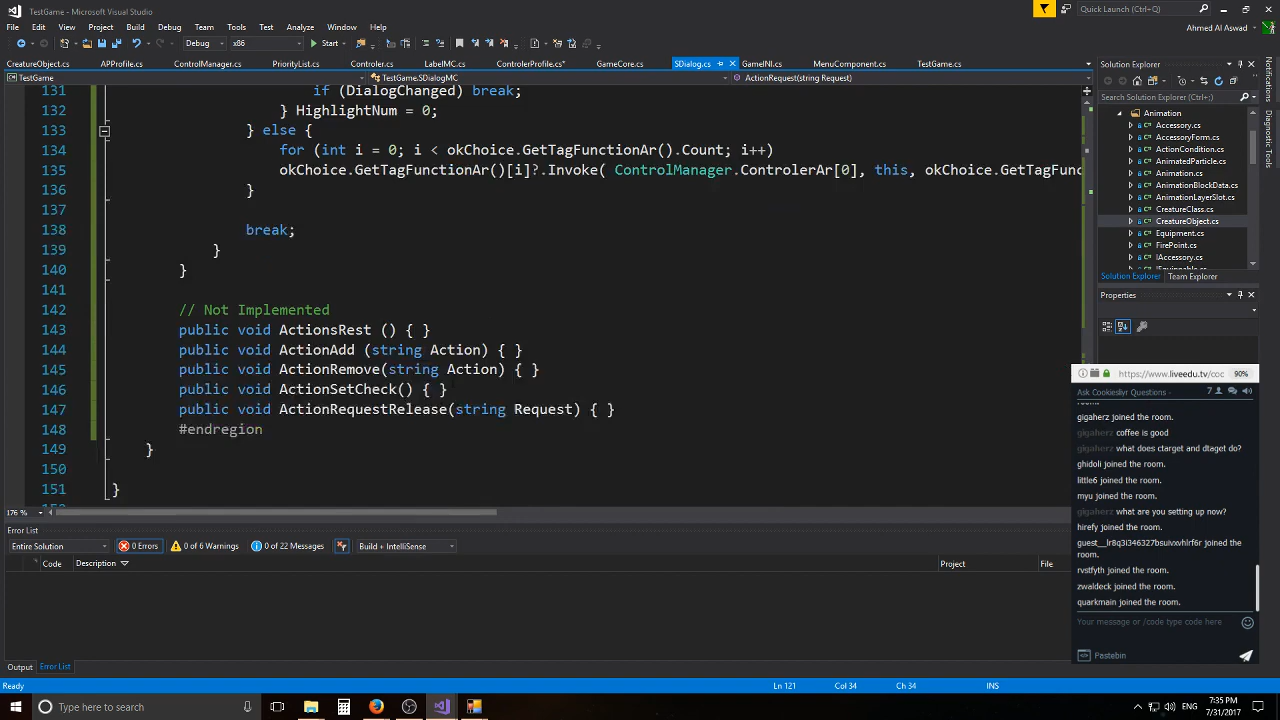 TestGame - Microsoft Visual Studio
Quick Launch (Ctrl+Q)
File Edit View Project Build Debug Team Tools Test Analyze Window Help
Ahmed Al Aswad
Debug x86 Start
CreatureObject.cs APProfile.cs ControlManager.cs PriorityList.cs Controler.cs LabelMC.cs ControlerProfile.cs* GameCore.cs SDialog.cs GameINI.cs MenuComponent.cs TestGame.cs
TestGame TestGame.SDialogMC ActionRequest(string Request)
131 if (DialogChanged) break;
132 } HighlightNum = 0;
133 } else {
134 for (int i = 0; i < okChoice.GetTagFunctionAr().Count; i++)
135 okChoice.GetTagFunctionAr()[i]?.Invoke( ControlManager.ControlerAr[0], this, okChoice.GetTagFunc
136 }
137
138 break;
139 }
140 }
141
142 // Not Implemented
143 public void ActionsRest () { }
144 public void ActionAdd (string Action) { }
145 public void ActionRemove(string Action) { }
146 public void ActionSetCheck() { }
147 public void ActionRequestRelease(string Request) { }
148 #endregion
149 }
150
151 }
176 %
Error List
Entire Solution 0 Errors 0 of 6 Warnings 0 of 22 Messages Build + IntelliSense
Code Description Project File
Output Error List
Ready Ln 121 Col 34 Ch 34 INS
Solution Explorer
Search Solution Explorer (Ctrl+;)
Animation
Accessory.cs
AccessoryForm.cs
ActionCondition.cs
AnimatedParticle.cs
Animation.cs
AnimationBlockData.cs
AnimationLayerSlot.cs
CreatureClass.cs
CreatureObject.cs
Equipment.cs
FirePoint.cs
IAccessory.cs
Solution Explorer Team Explorer
Properties
Notifications
Diagnostic Tools
https://www.liveedu.tv/coc 90%
Ask Cookieslyr Questions - 7
room.
gigaherz joined the room.
gigaherz coffee is good
gigaherz what does ctarget and dtaget do?
ghidoli joined the room.
little6 joined the room.
myu joined the room.
gigaherz what are you setting up now?
hirefy joined the room.
guest__lr8q3i346327bsuivxvhlrf6r joined the
room.
rvstfyth joined the room.
zwaldeck joined the room.
quarkmain joined the room.
Your message or /code type code here
Pastebin
Type here to search
ENG
7:35 PM
7/31/2017